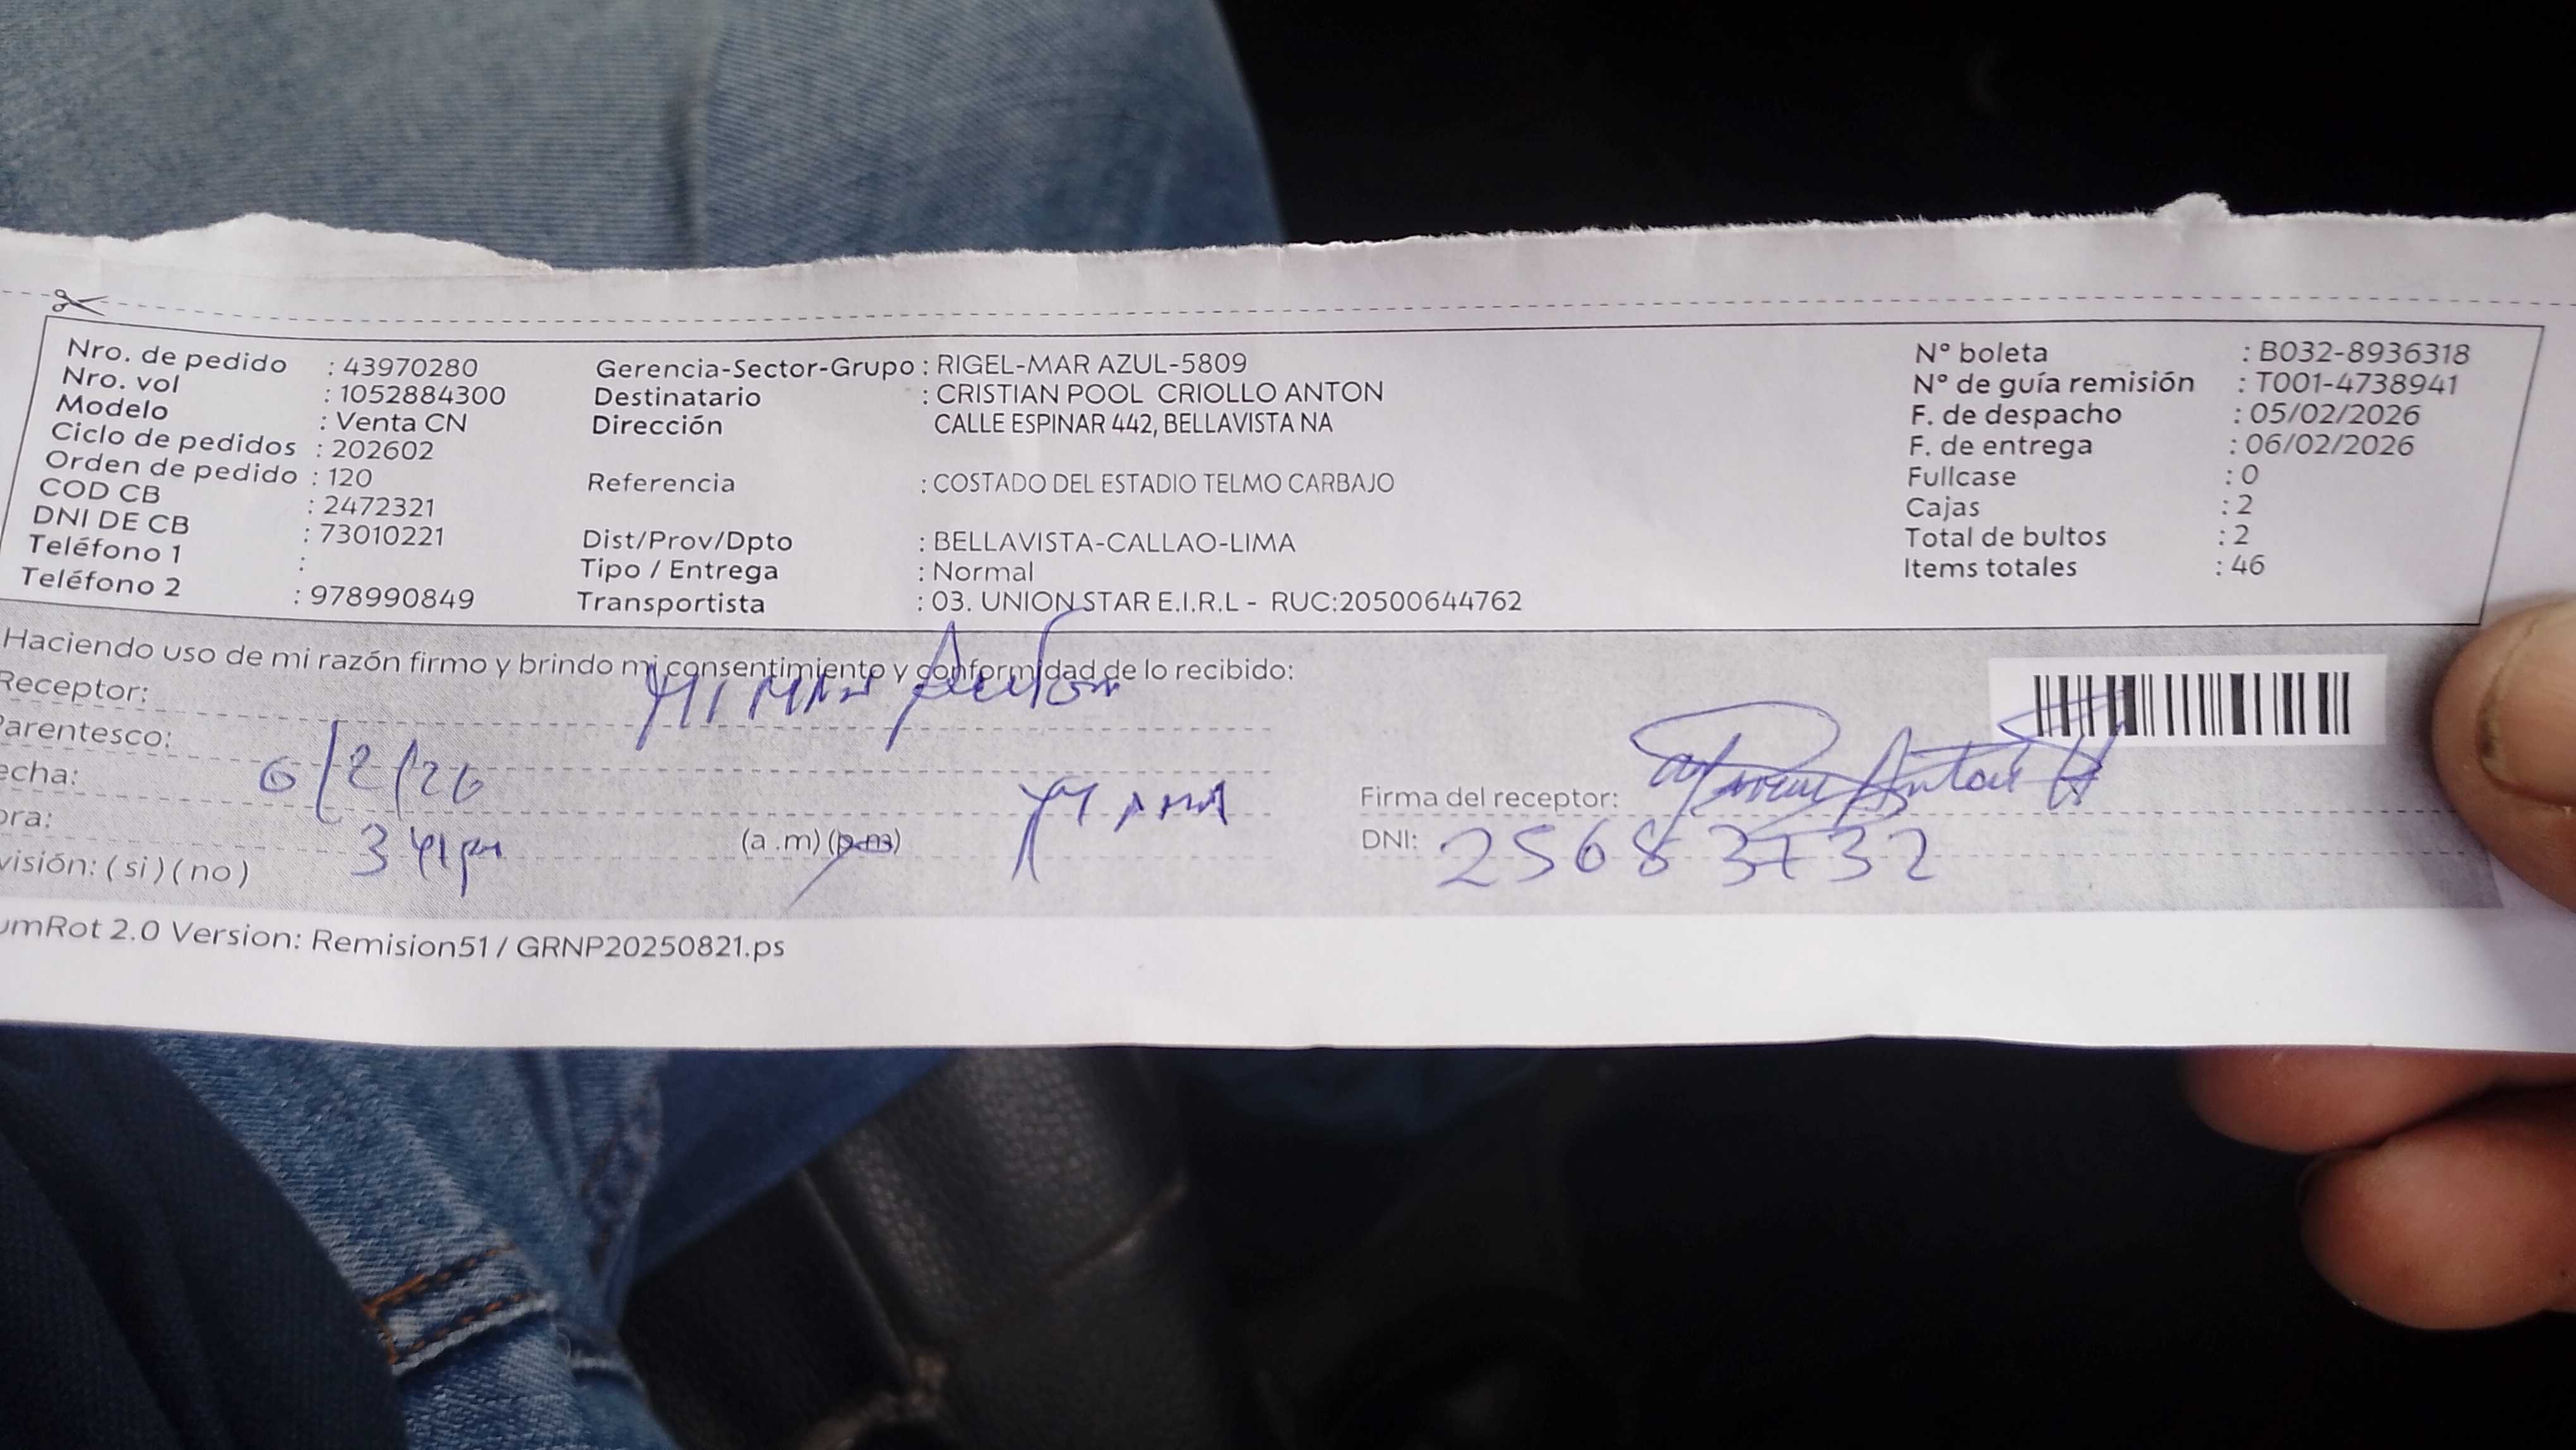 Nro. de pedido : 43970280
Nro. vol : 1052884300
Modelo : Venta CN
Ciclo de pedidos : 202602
Orden de pedido : 120
COD CB : 2472321
DNI DE CB : 73010221
Teléfono 1 :
Teléfono 2 : 978990849
Gerencia-Sector-Grupo : RIGEL-MAR AZUL-5809
Destinatario : CRISTIAN POOL CRIOLLO ANTON
Dirección CALLE ESPINAR 442, BELLAVISTA NA
Referencia : COSTADO DEL ESTADIO TELMO CARBAJO
Dist/Prov/Dpto : BELLAVISTA-CALLAO-LIMA
Tipo / Entrega : Normal
Transportista : 03. UNION STAR E.I.R.L - RUC:20500644762
N° boleta : B032-8936318
N° de guía remisión : T001-4738941
F. de despacho : 05/02/2026
F. de entrega : 06/02/2026
Fullcase : 0
Cajas : 2
Total de bultos : 2
Items totales : 46
Haciendo uso de mi razón firmo y brindo mi consentimiento y conformidad de lo recibido:
Receptor: Anton
Parentesco:
echa: 6/2/26
ora: (a.m) (p.m)
visión: ( si ) ( no )
Firma del receptor: Anton
DNI: 25683732
umRot 2.0 Version: Remision51 / GRNP20250821.ps